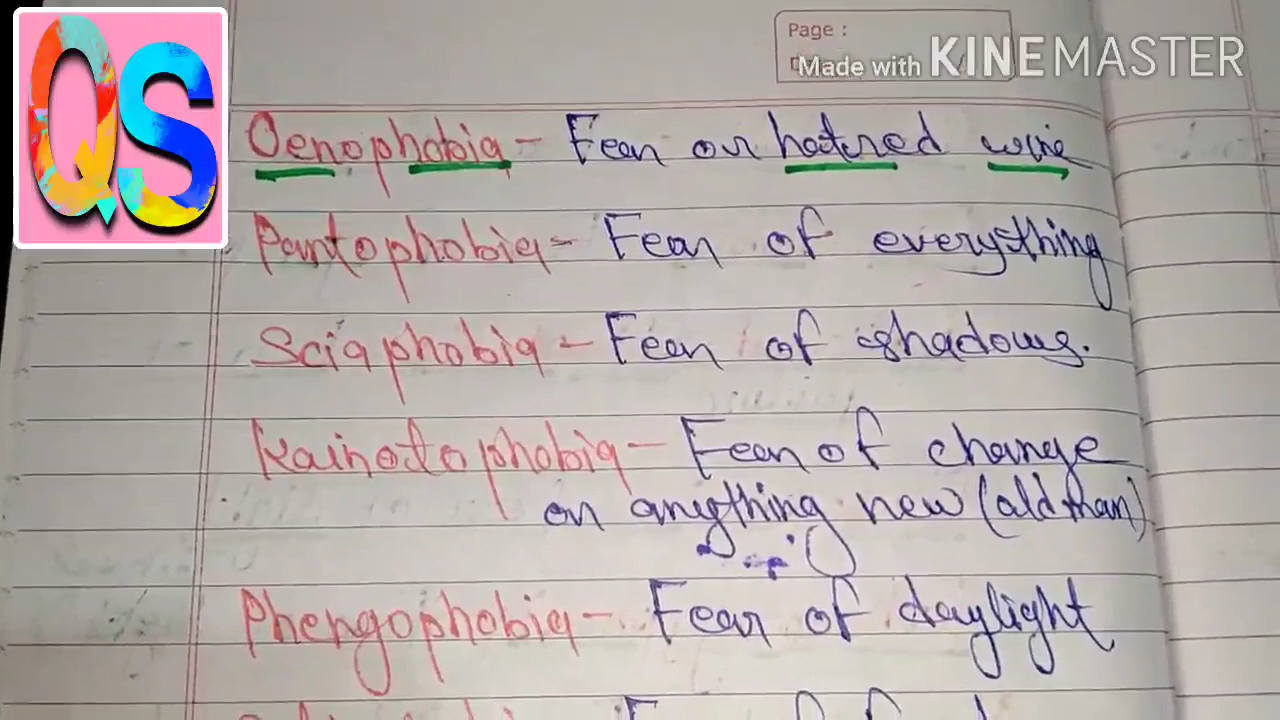 QS
Page :
Made with KINEMASTER
Oenophobia - Fear or hatred wine
Pantophobia - Fear of everything
Sciaphobia - Fear of shadows.
Kainotophobia - Fear of change
or anything new (old than)
Phengophobia - Fear of daylight